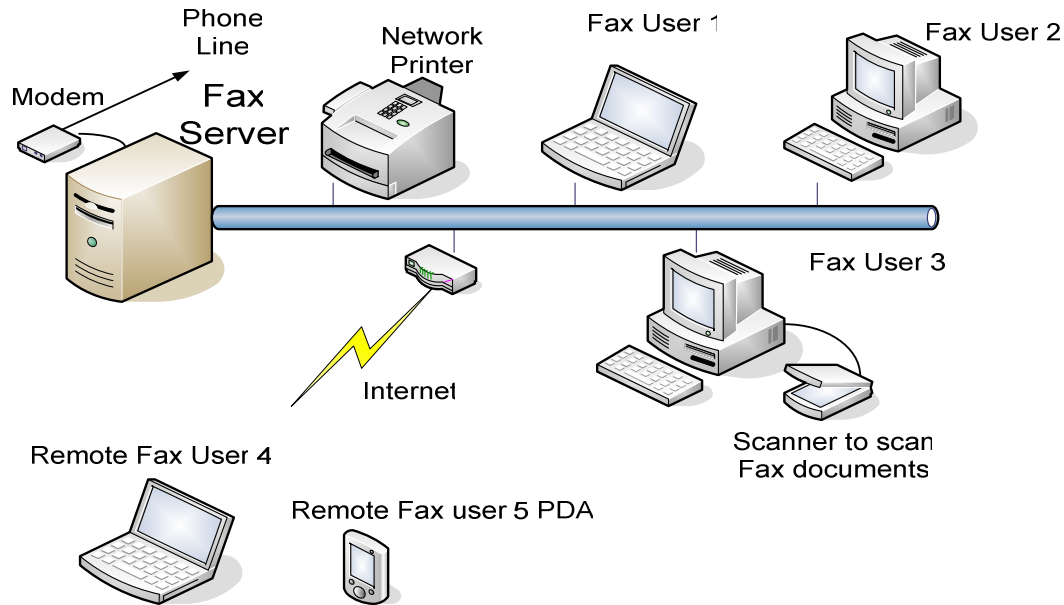 Phone
Line
Modem
Fax
Server
Network
Printer
Fax User 1
Fax User 2
Fax User 3
Internet
Scanner to scan
Fax documents
Remote Fax User 4
Remote Fax user 5 PDA